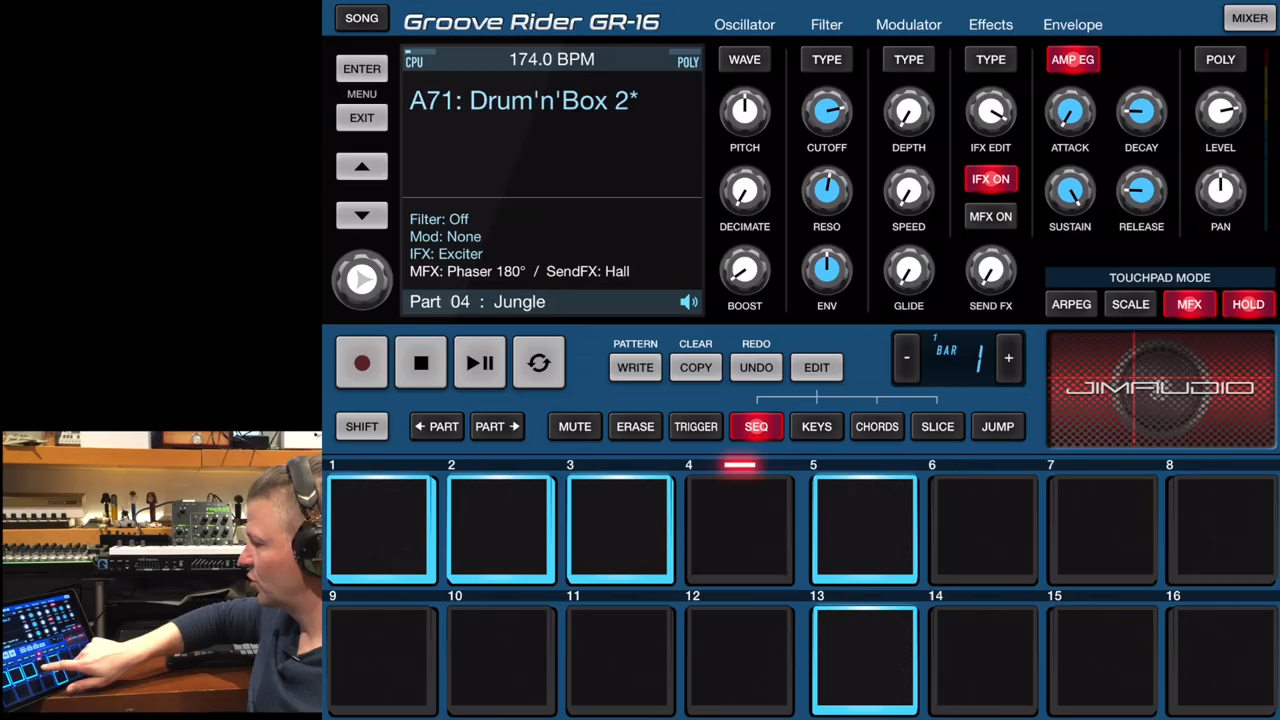 SONG
Groove Rider GR-16
Oscillator Filter Modulator Effects Envelope
MIXER
ENTER
MENU
EXIT
CPU 174.0 BPM POLY
A71: Drum'n'Box 2*
Filter: Off
Mod: None
IFX: Exciter
MFX: Phaser 180° / SendFX: Hall
Part 04 : Jungle
WAVE TYPE TYPE TYPE AMP EG POLY
PITCH CUTOFF DEPTH IFX EDIT ATTACK DECAY LEVEL
IFX ON
MFX ON
DECIMATE RESO SPEED SUSTAIN RELEASE PAN
BOOST ENV GLIDE SEND FX
TOUCHPAD MODE
ARPEG SCALE MFX HOLD
PATTERN CLEAR REDO
WRITE COPY UNDO EDIT
- 1 BAR 1 +
JIMAUDIO
SHIFT PART PART MUTE ERASE TRIGGER SEQ KEYS CHORDS SLICE JUMP
1 2 3 4 5 6 7 8
9 10 11 12 13 14 15 16